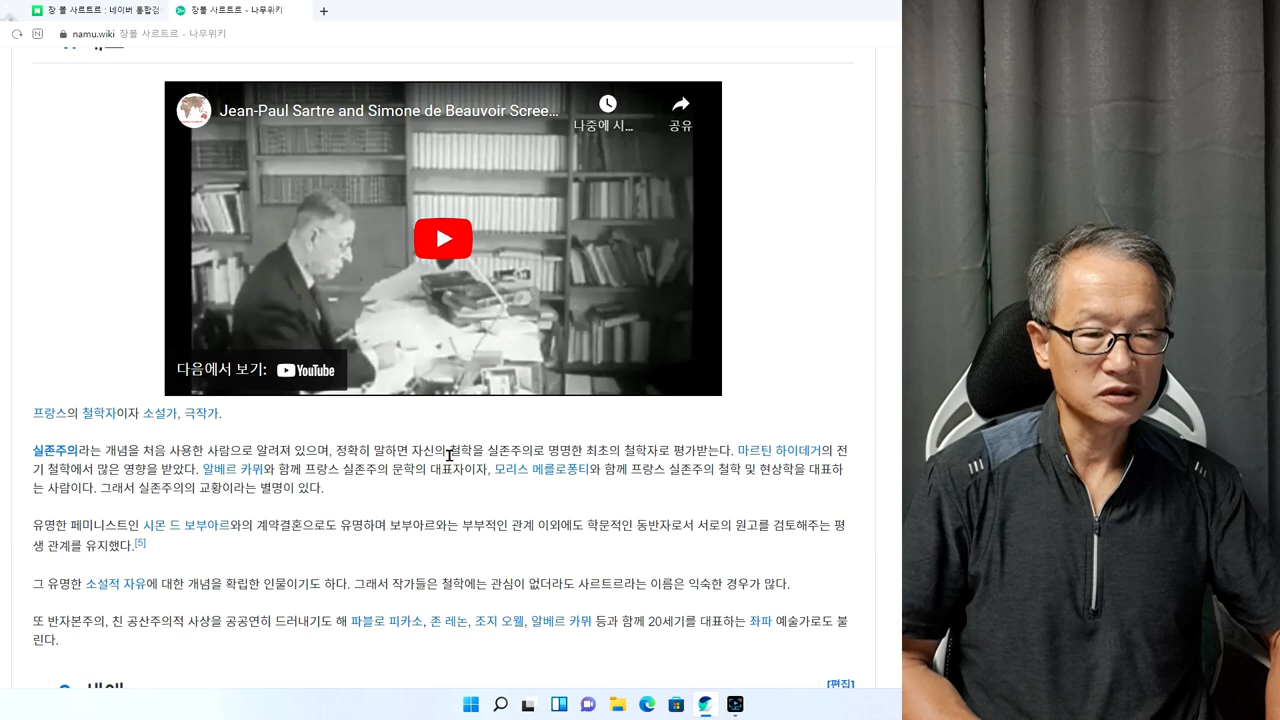 장 폴 사르트르 : 네이버 통합검
장폴 사르트르 - 나무위키
namu.wiki 장폴 사르트르 - 나무위키
Jean-Paul Sartre and Simone de Beauvoir Scree...
나중에 시...
공유
다음에서 보기: YouTube
프랑스의 철학자이자 소설가, 극작가.
실존주의라는 개념을 처음 사용한 사람으로 알려져 있으며, 정확히 말하면 자신의 철학을 실존주의로 명명한 최초의 철학자로 평가받는다. 마르틴 하이데거의 전
기 철학에서 많은 영향을 받았다. 알베르 카뮈와 함께 프랑스 실존주의 문학의 대표자이자, 모리스 메를로퐁티와 함께 프랑스 실존주의 철학 및 현상학을 대표하
는 사람이다. 그래서 실존주의의 교황이라는 별명이 있다.
유명한 페미니스트인 시몬 드 보부아르와의 계약결혼으로도 유명하며 보부아르와는 부부적인 관계 이외에도 학문적인 동반자로서 서로의 원고를 검토해주는 평
생 관계를 유지했다.[5]
그 유명한 소설적 자유에 대한 개념을 확립한 인물이기도 하다. 그래서 작가들은 철학에는 관심이 없더라도 사르트르라는 이름은 익숙한 경우가 많다.
또 반자본주의, 친 공산주의적 사상을 공공연히 드러내기도 해 파블로 피카소, 존 레논, 조지 오웰, 알베르 카뮈 등과 함께 20세기를 대표하는 좌파 예술가로도 불
린다.
[편집]